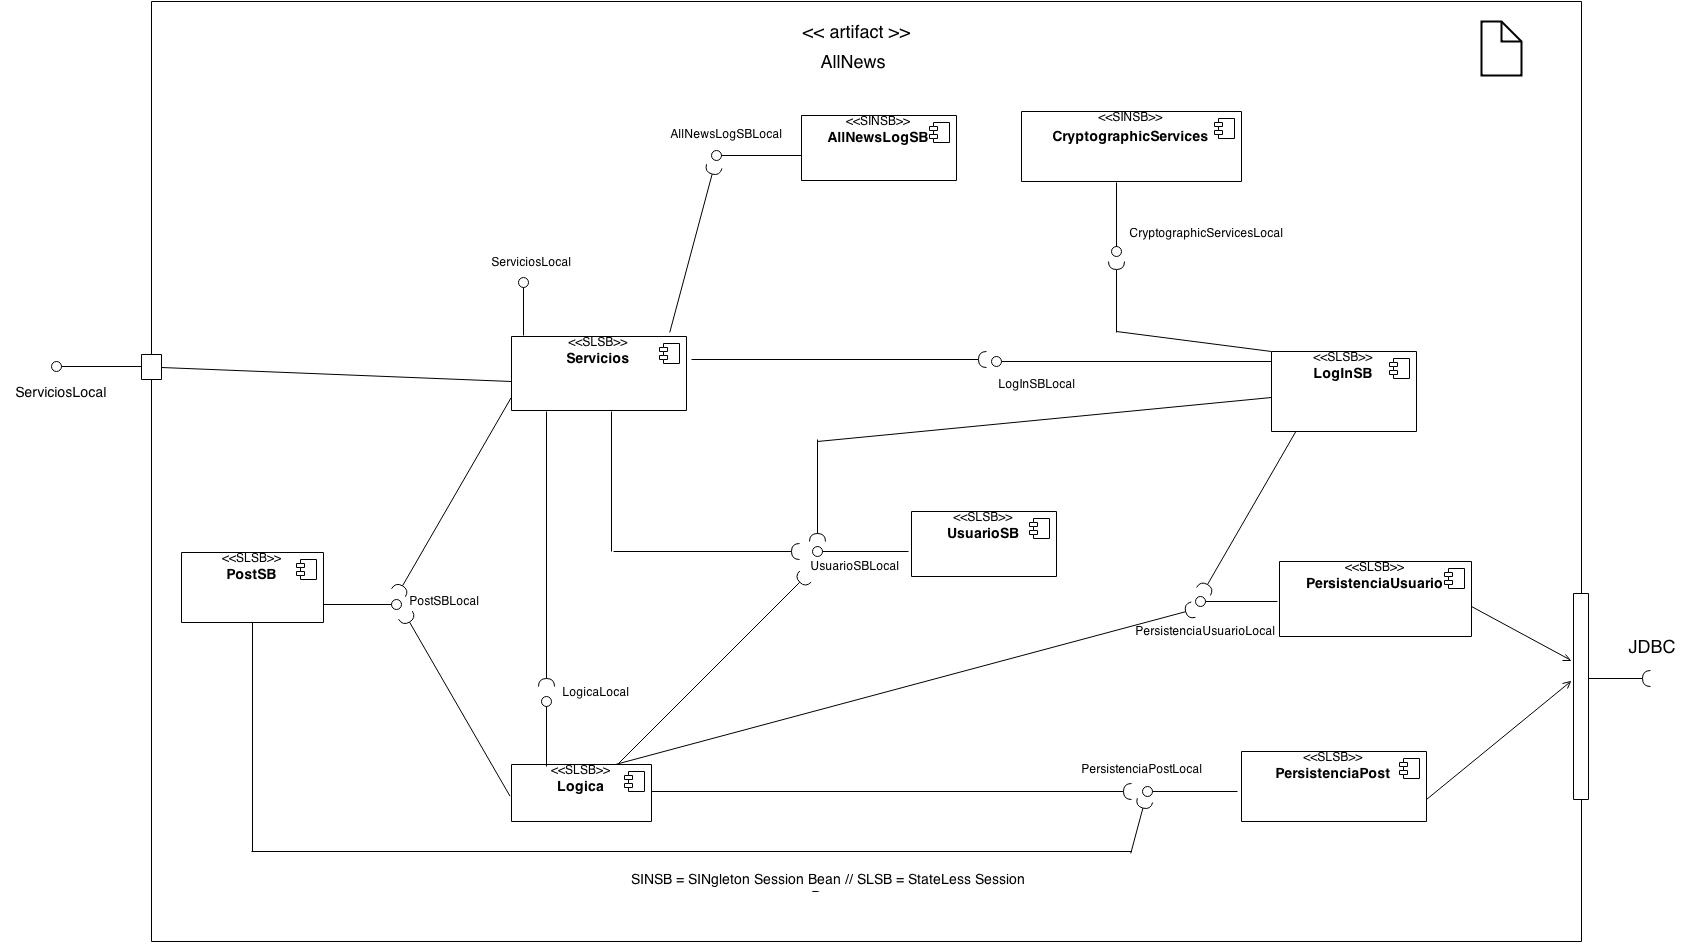 << artifact >>
AllNews
<<SINSB>>
AllNewsLogSB
<<SINSB>>
CryptographicServices
AllNewsLogSBLocal
CryptographicServicesLocal
ServiciosLocal
<<SLSB>>
Servicios
<<SLSB>>
LogInSB
LogInSBLocal
ServiciosLocal
<<SLSB>>
UsuarioSB
UsuarioSBLocal
<<SLSB>>
PostSB
PostSBLocal
<<SLSB>>
PersistenciaUsuario
PersistenciaUsuarioLocal
JDBC
LogicaLocal
<<SLSB>>
Logica
PersistenciaPostLocal
<<SLSB>>
PersistenciaPost
SINSB = SINgleton Session Bean // SLSB = StateLess Session